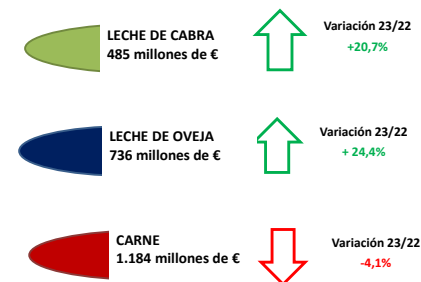 LECHE DE CABRA
485 millones de €
Variación 23/22
+20,7%
LECHE DE OVEJA
736 millones de €
Variación 23/22
+ 24,4%
CARNE
1.184 millones de €
Variación 23/22
-4,1%